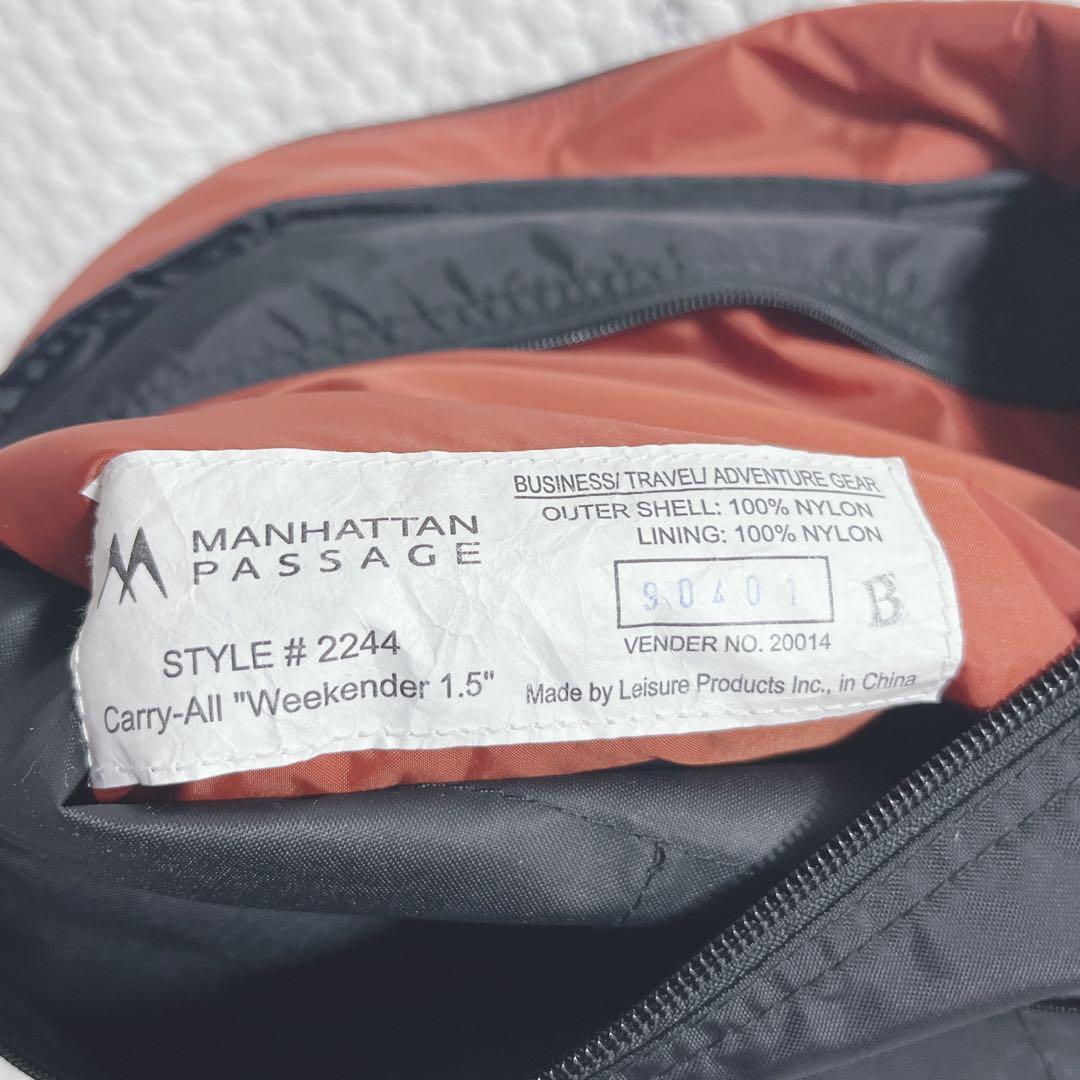 MANHATTAN
PASSAGE
STYLE # 2244
Carry-All "Weekender 1.5"
BUSINESS/ TRAVEL/ ADVENTURE GEAR
OUTER SHELL: 100% NYLON
LINING: 100% NYLON
90401
B
VENDER NO. 20014
Made by Leisure Products Inc., in China